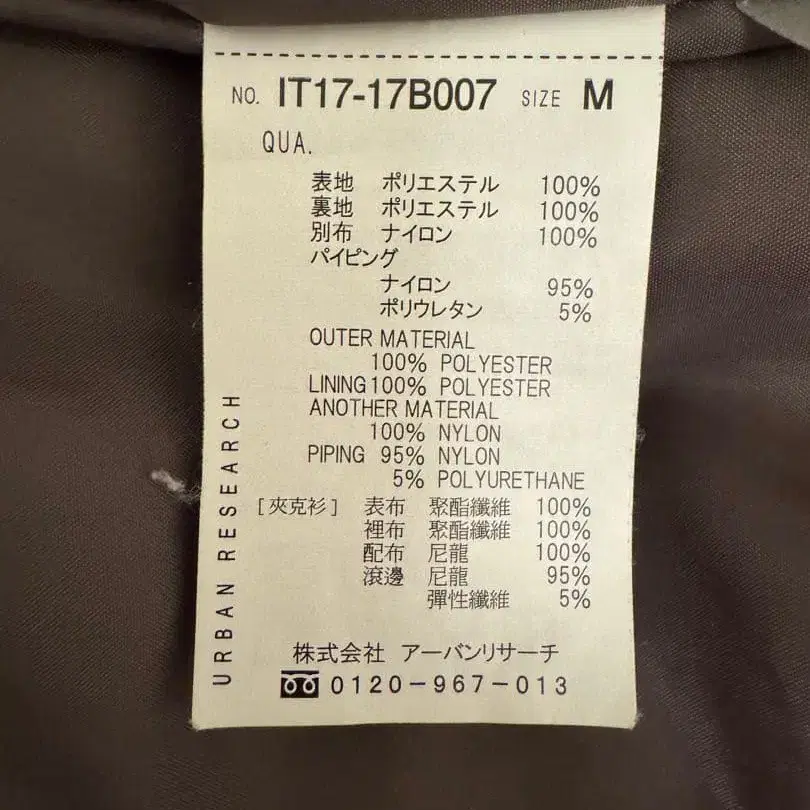 NO. IT17-17B007 SIZE M
QUA.
表地 ポリエステル 100%
裏地 ポリエステル 100%
別布 ナイロン 100%
パイピング
ナイロン 95%
ポリウレタン 5%
OUTER MATERIAL
100% POLYESTER
LINING 100% POLYESTER
ANOTHER MATERIAL
100% NYLON
PIPING 95% NYLON
5% POLYURETHANE
[夾克衫] 表布 聚酯纖維 100%
裡布 聚酯纖維 100%
配布 尼龍 100%
滾邊 尼龍 95%
彈性纖維 5%
株式会社 アーバンリサーチ
0120-967-013
URBAN RESEARCH